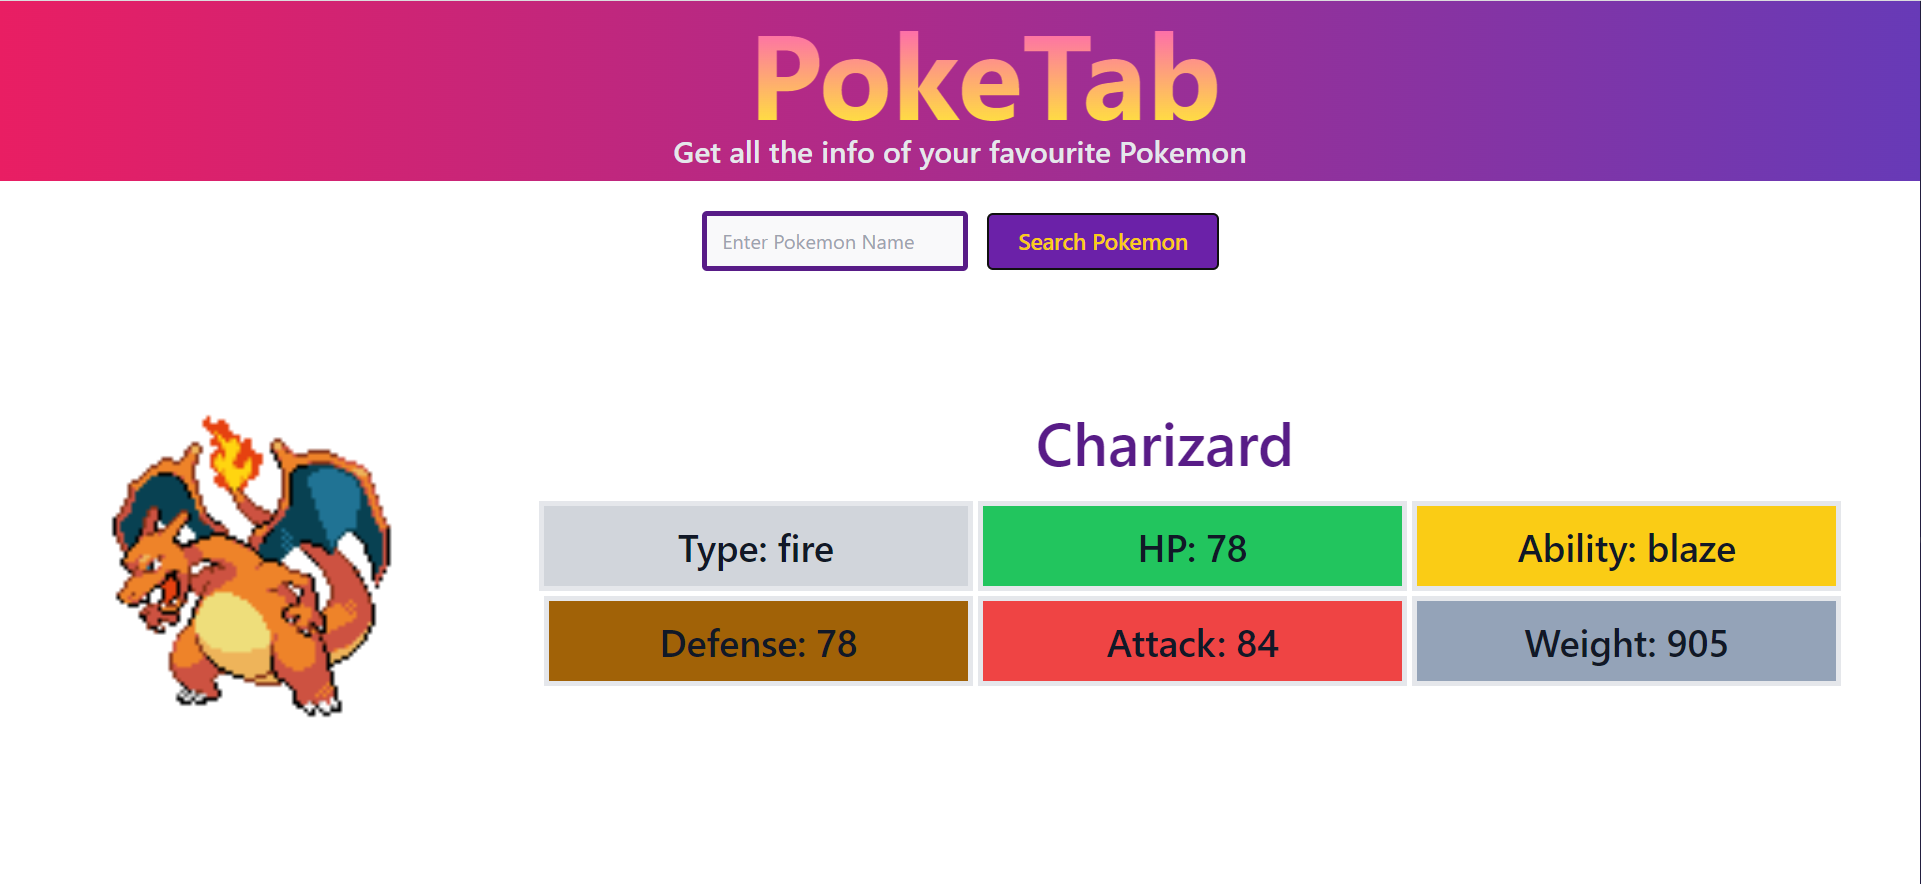 PokeTab
Get all the info of your favourite Pokemon
Enter Pokemon Name
Search Pokemon
Charizard
Type: fire
HP: 78
Ability: blaze
Defense: 78
Attack: 84
Weight: 905